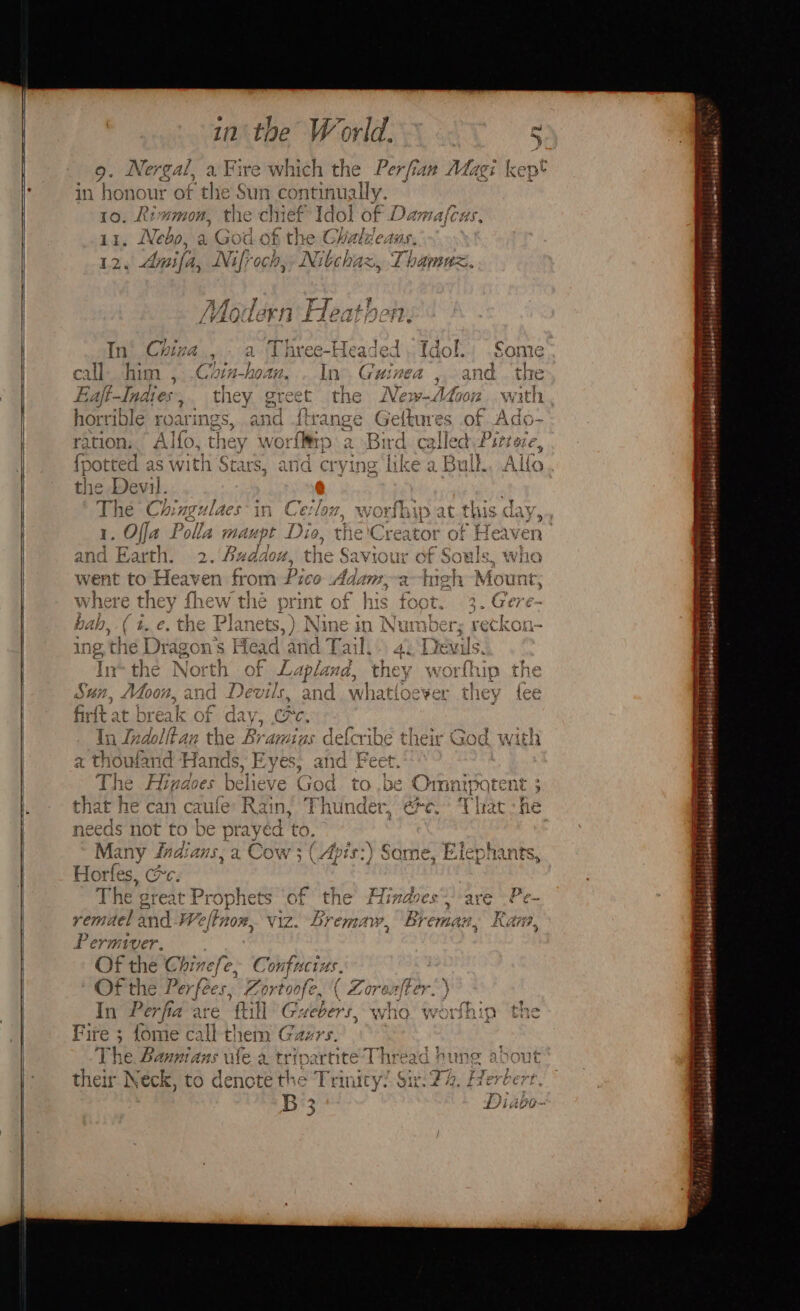 in the World. 5
9. Nergal, a Fire which the Perſian Magi kept
in honour of the Sun continually.
10. Rimmon, the chief Idol of Damaſcus.
11. Nebo, a God of the Chaldeans.
12. Amiſa, Niſroch, Nibchaz, Thamuz.
Modern Heathens
In China, a Three-Headed Idol. Some
call him, Chin-hoan. In Guinea, and the
Eaſt-Indies, they greet the New-Moon with
horrible roarings, and ſtrange Geſtures of Ado-
ration. Alſo, they worſhip a Bird called Pittoie,
ſpotted as with Stars, and crying like a Bull. Alſo
the Devil.
The Chingulaes in Ceilon, worſhip at this day,
1. Oſſa Polla maupt Dio, the Creator of Heaven
and Earth. 2. Buddou, the Saviour of Souls, who
went to Heaven from Pico Adam, a high Mount;
where they ſhew the print of his foot. 3. Gere-
hah, (i. e. the Planets,) Nine in Number; reckon-
ing the Dragon's Head and Tail. 4. Devils.
In the North of Lapland, they worſhip the
Sun, Moon, and Devils, and whatſoever they ſee
firſt at break of day, &c.
In Indoſtan the Bramins deſcribe their God with
a thouſand Hands, Eyes, and Feet.
The Hindoes believe God to be Omnipotent;
that he can cauſe Rain, Thunder, &c. That he
needs not to be prayed to.
Many Indians, a Cow; (Apis:) Some, Elephants,
Horſes, &c.
The great Prophets of the Hindoes, are Pe-
remael and Weſtnon, viz. Bremaw, Breman, Ram,
Permiver.
Of the Chineſe, Confucius.
Of the Perſees, Zortooſe, (Zoroaſter.)
In Perſia are ſtill Guebers, who worſhip the
Fire; ſome call them Gaurs.
The Bannians uſe a tripartite Thread hung about
their Neck, to denote the Trinity. Sir Th. Herbert.
B 3 Diabo-